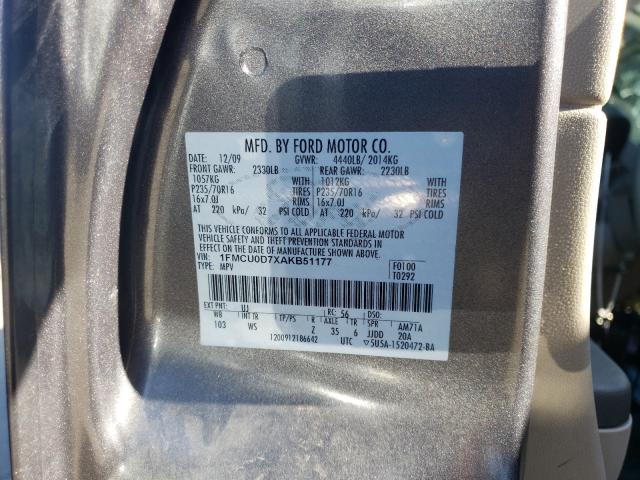 MFD. BY FORD MOTOR CO.
12/09 GVWR: 4440LB/ 2014KG
FRONT GAWR: 2330LB REAR GAWR: 2230LB
1057KG WITH 1012KG WITH
P235/70R16 TIRES P235/70R16 TIRES
16x7.0J RIMS 16x7.0J RIMS
AT 220 kPa/ 32 PSI COLD AT 220 kPa/ 32 PSI COLD
THIS VEHICLE CONFORMS TO ALL APPLICABLE FEDERAL MOTOR
VEHICLE SAFETY AND THEFT PREVENTION STANDARDS IN
EFFECT ON THE DATE OF MANUFACTURE SHOWN ABOVE.
VIN: 1FMCU0D7XAKB51177 F0100
TYPE: MPV T0292
EXT PNT: UJ RC: 56 DSO:
WB INT TR TP/PS R AXLE TR SPR AM71A
103 WS Z 35 6 JJDD 20A
1200912186642 UTC ▽5U5A-1520472-BA